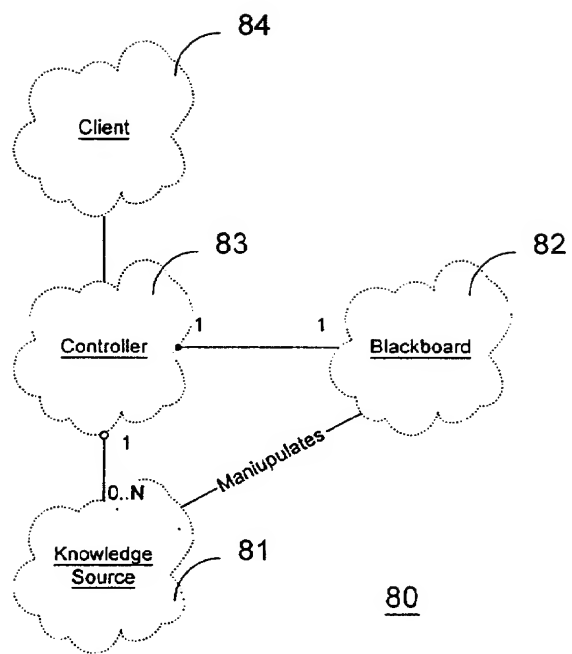 84
Client
83
82
1
1
Controller
Blackboard
1
Maniupulates
0..N
Knowledge
Source
81
80